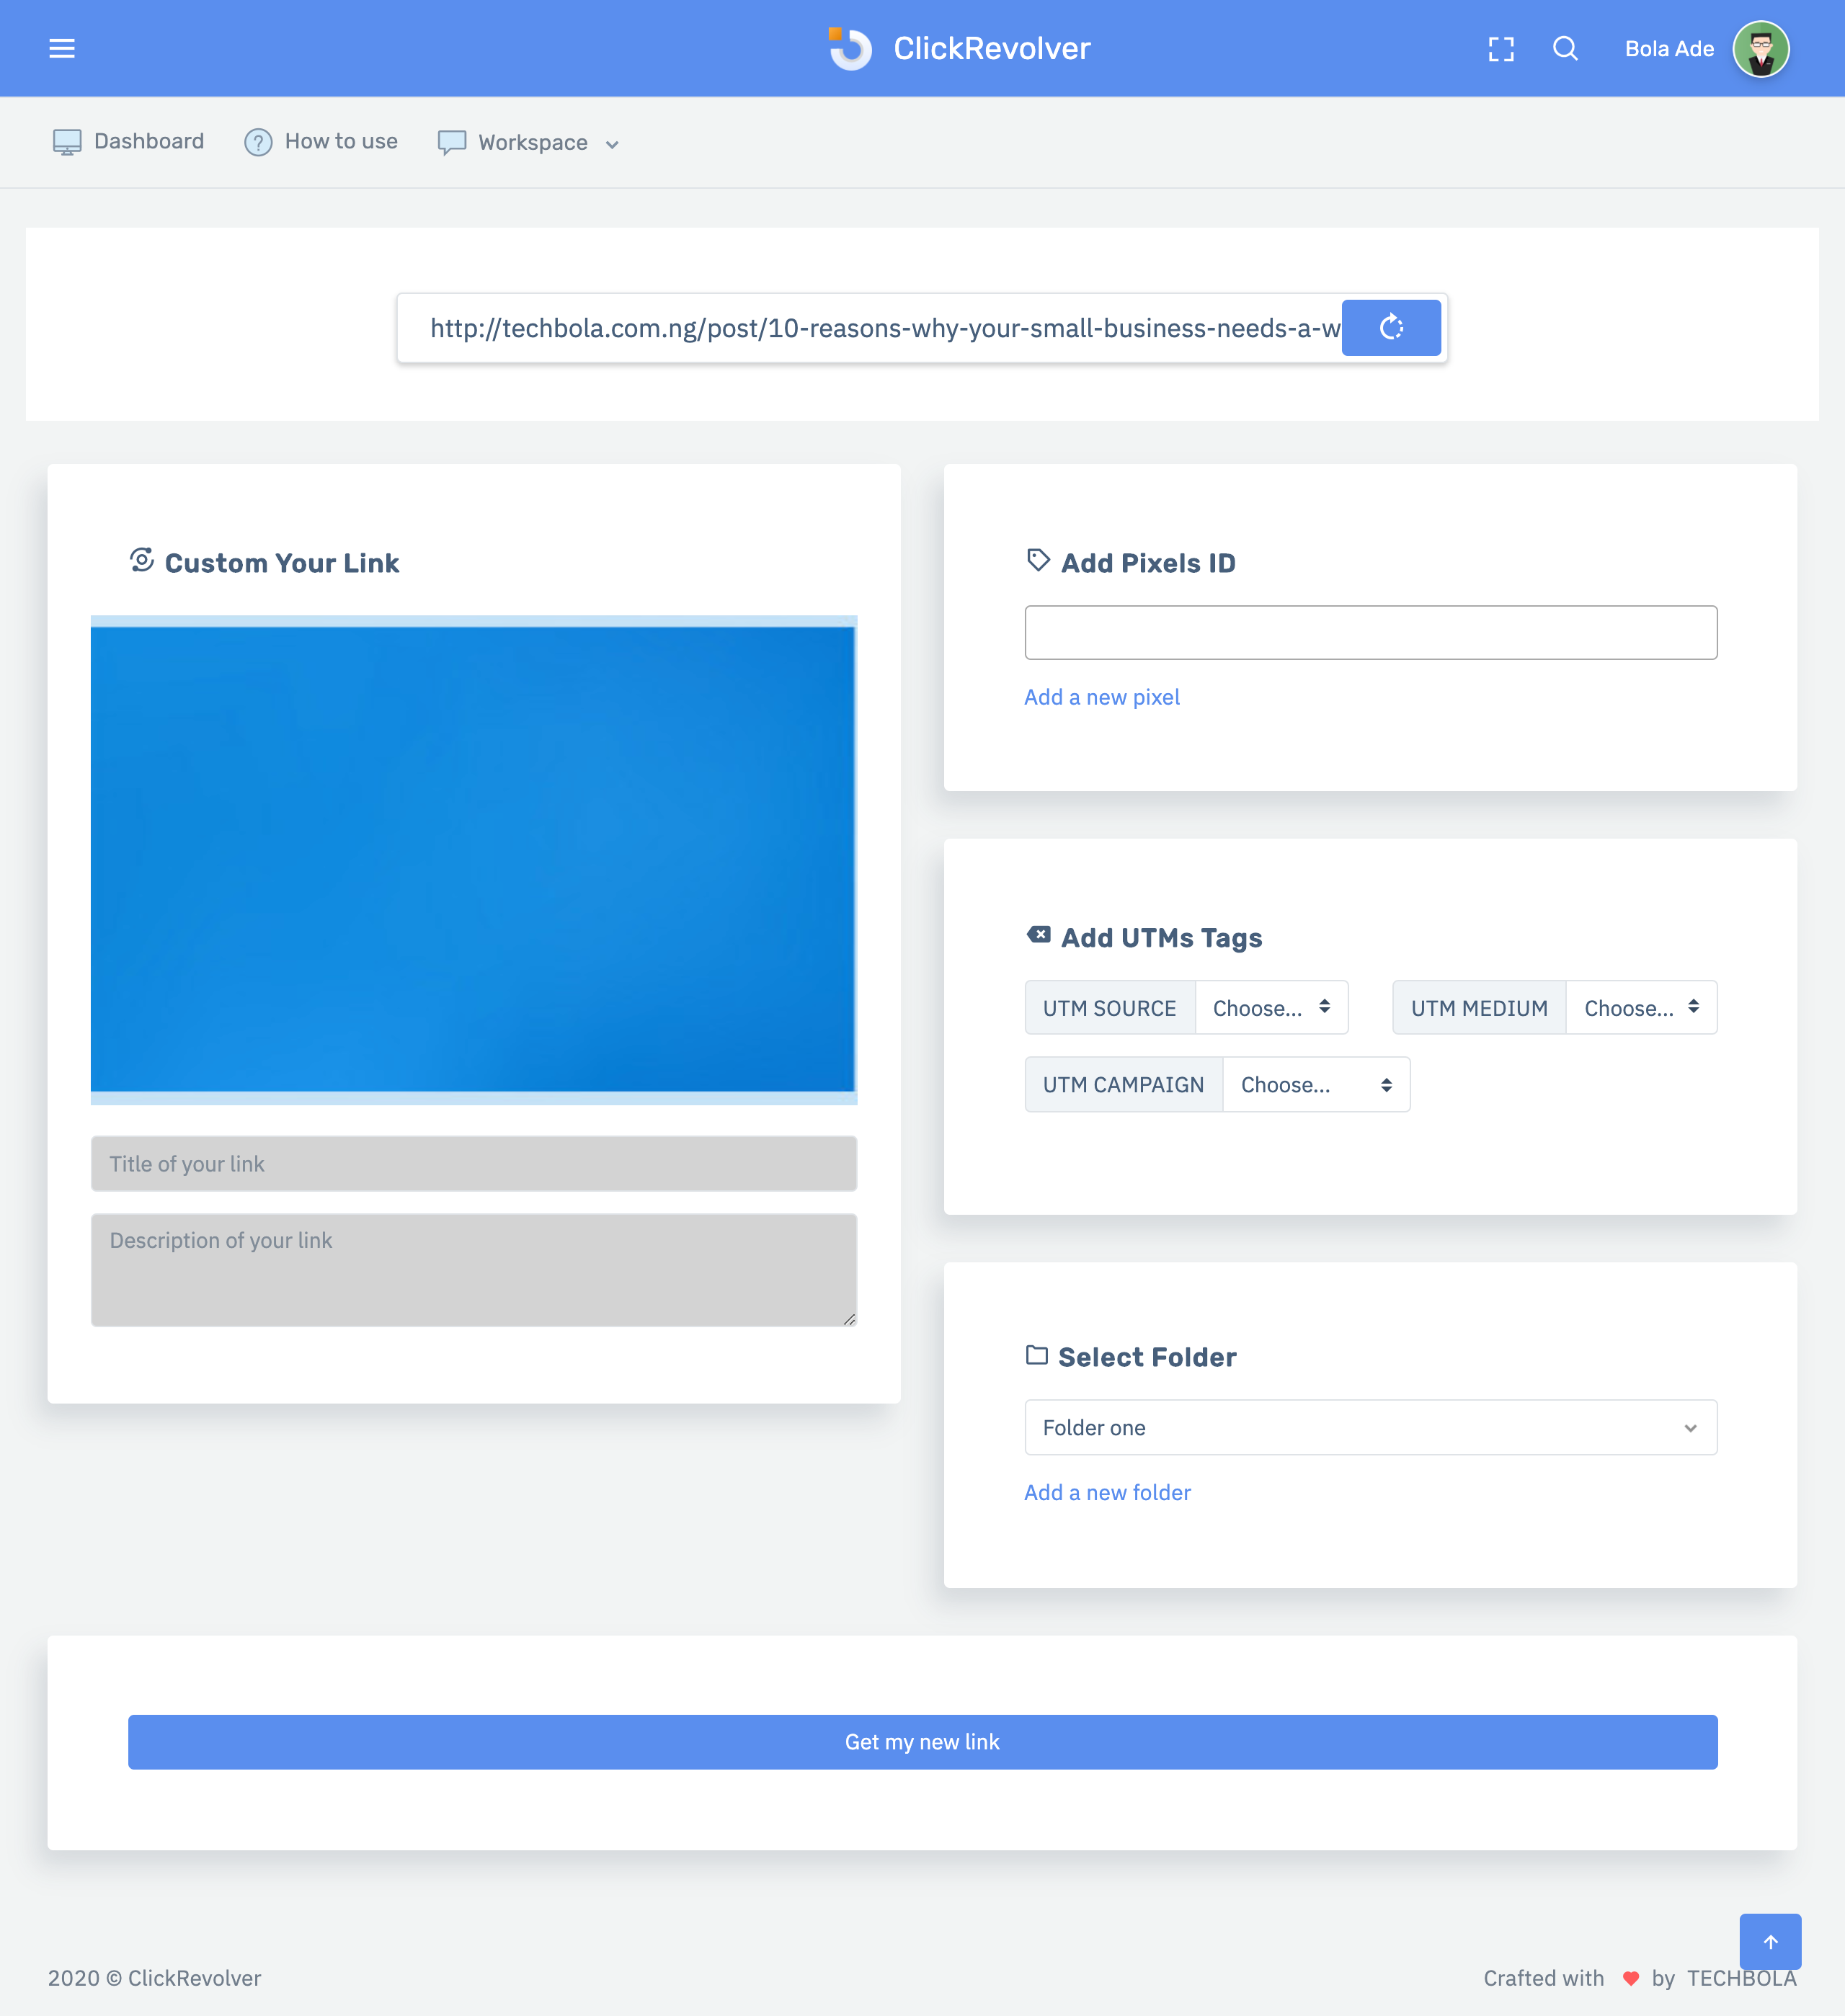 ClickRevolver
Bola Ade
Dashboard
How to use
Workspace
http://techbola.com.ng/post/10-reasons-why-your-small-business-needs-a-w
Custom Your Link
Title of your link
Description of your link
Add Pixels ID
Add a new pixel
Add UTMs Tags
UTM SOURCE Choose... UTM MEDIUM Choose...
UTM CAMPAIGN Choose...
Select Folder
Folder one
Add a new folder
Get my new link
2020 © ClickRevolver
Crafted with by TECHBOLA